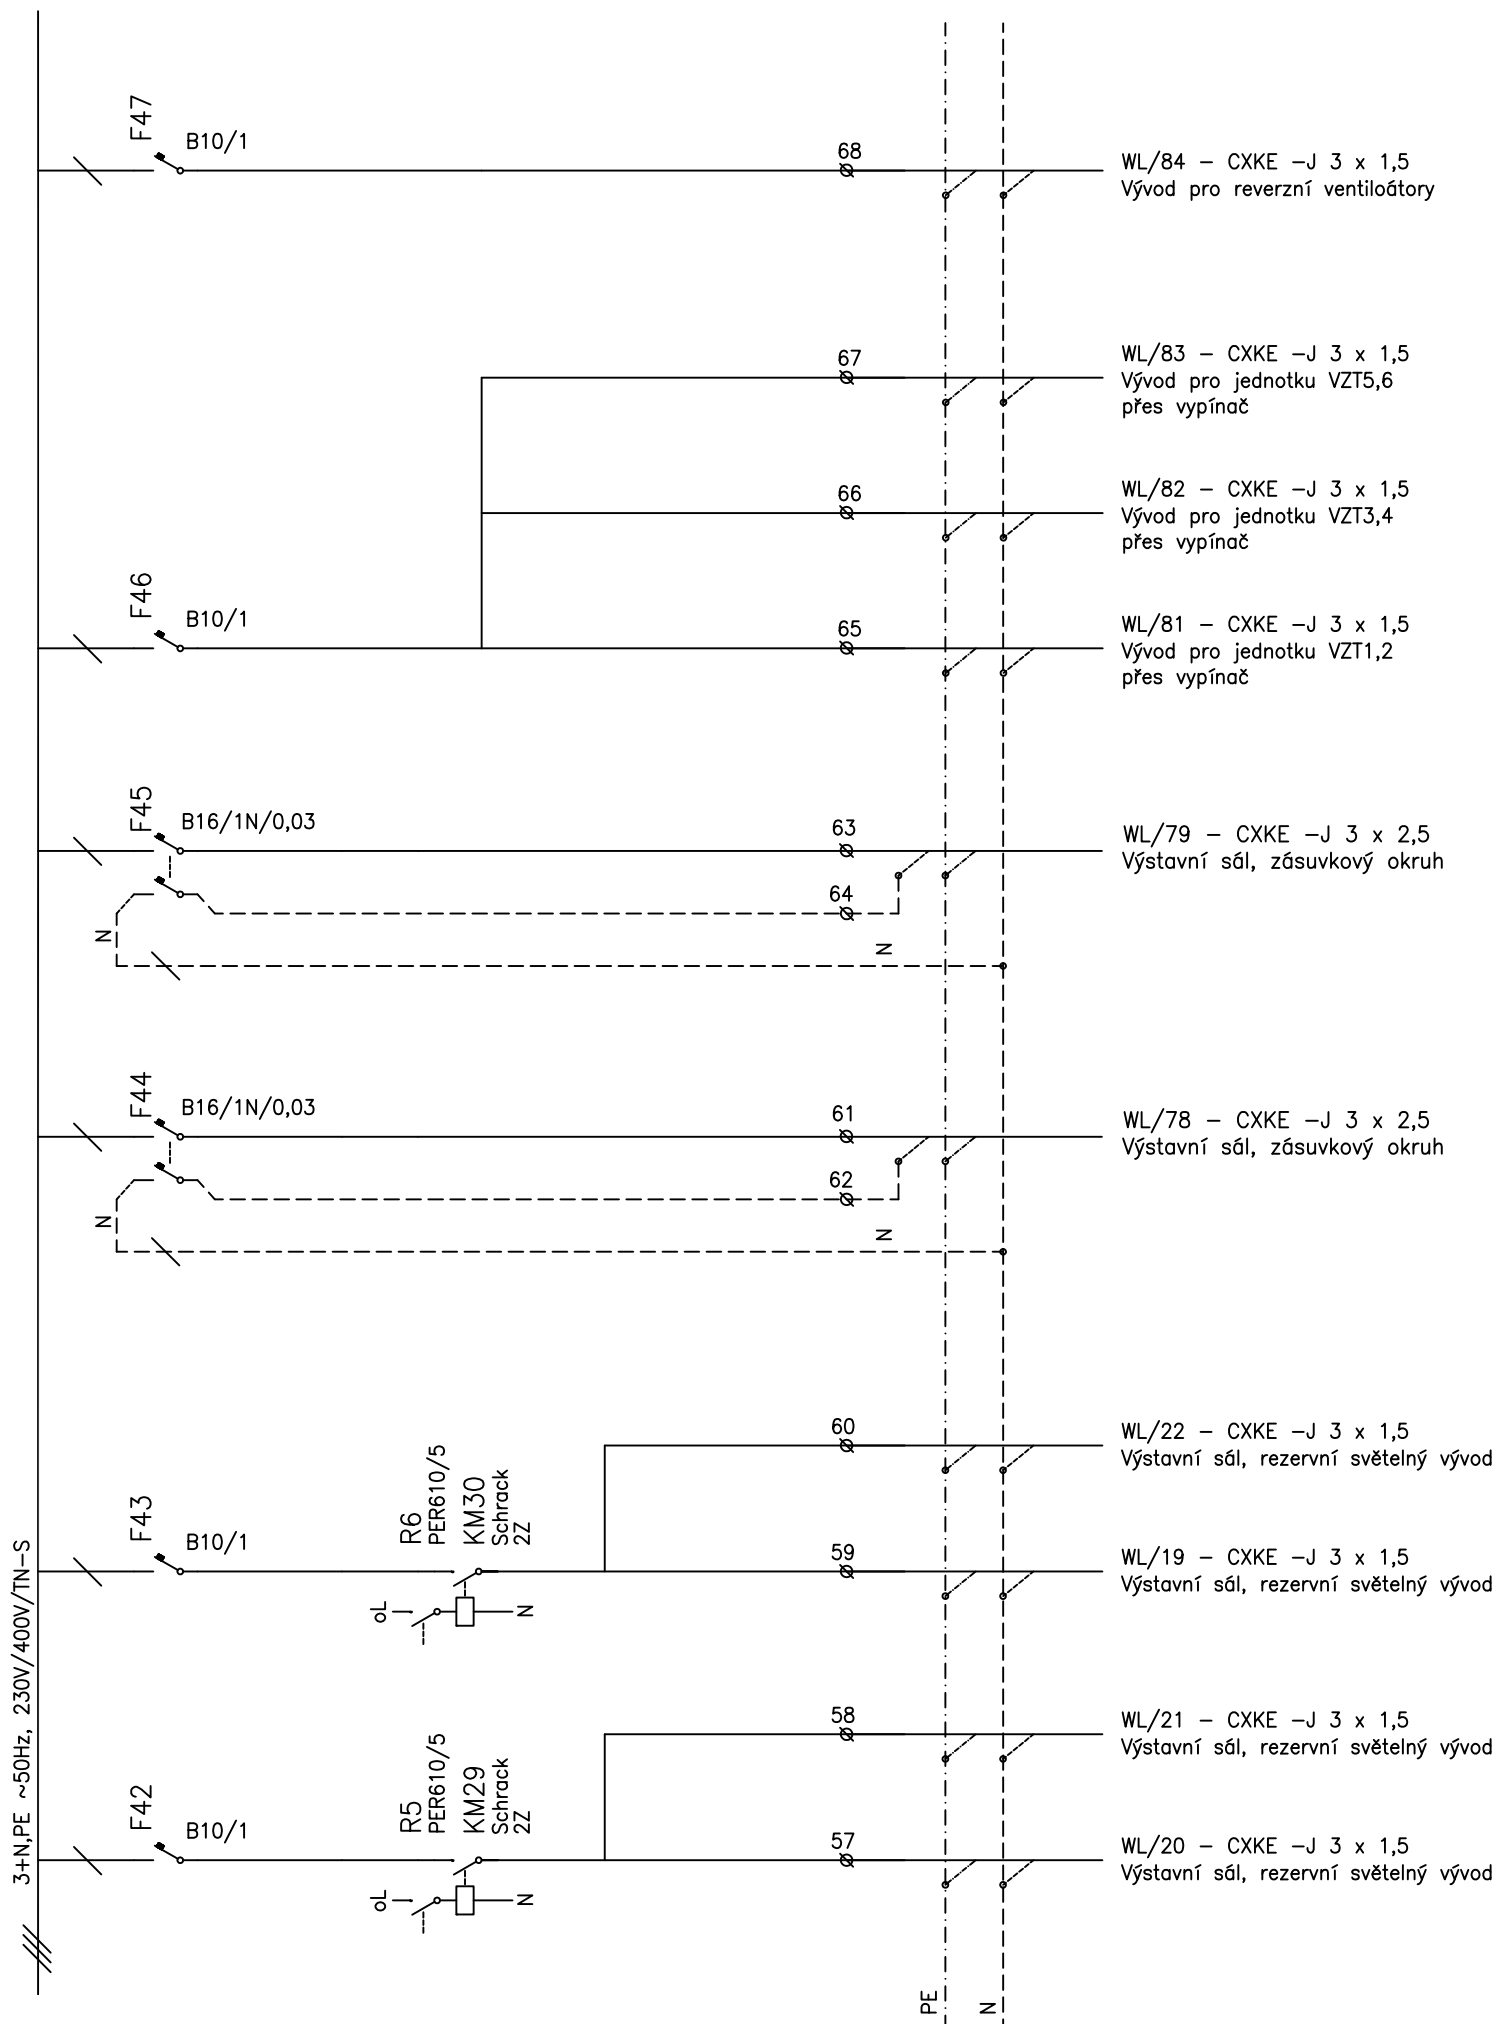 F47
B10/1
68
WL/84 – CXKE –J 3 x 1,5
Vývod pro reverzní ventiloátory
67
WL/83 – CXKE –J 3 x 1,5
Vývod pro jednotku VZT5,6
přes vypínač
66
WL/82 – CXKE –J 3 x 1,5
Vývod pro jednotku VZT3,4
přes vypínač
F46
B10/1
65
WL/81 – CXKE –J 3 x 1,5
Vývod pro jednotku VZT1,2
přes vypínač
F45
B16/1N/0,03
63
WL/79 – CXKE –J 3 x 2,5
Výstavní sál, zásuvkový okruh
64
N
N
F44
B16/1N/0,03
61
WL/78 – CXKE –J 3 x 2,5
Výstavní sál, zásuvkový okruh
62
N
N
60
WL/22 – CXKE –J 3 x 1,5
Výstavní sál, rezervní světelný vývod
F43
B10/1
R6
PER610/5
KM30
Schrack
2Z
59
WL/19 – CXKE –J 3 x 1,5
Výstavní sál, rezervní světelný vývod
oL
N
58
WL/21 – CXKE –J 3 x 1,5
Výstavní sál, rezervní světelný vývod
F42
B10/1
R5
PER610/5
KM29
Schrack
2Z
57
WL/20 – CXKE –J 3 x 1,5
Výstavní sál, rezervní světelný vývod
oL
N
3+N,PE ~50Hz, 230V/400V/TN–S
PE
N